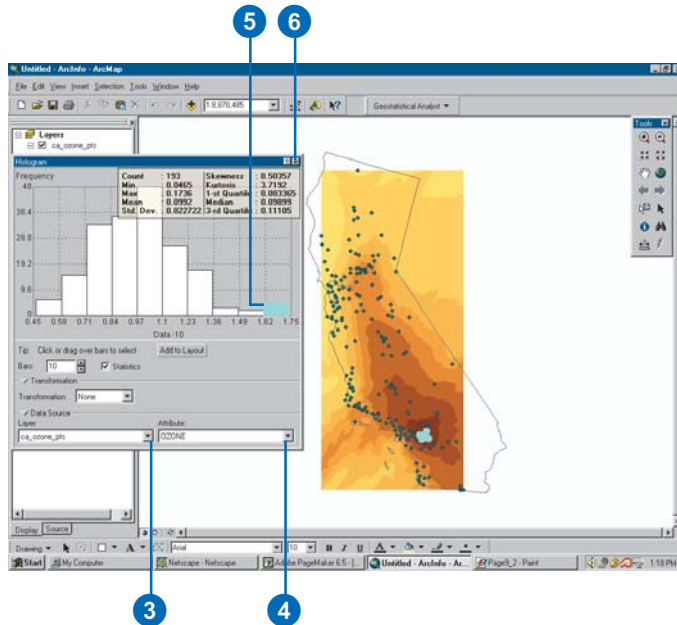 5 6
Untitled - ArcInfo - ArcMap
File Edit View Insert Selection Tools Window Help
1:8,870,485 Geostatistical Analyst
Layers
ca_ozone_pts
Tools
Histogram
Frequency
Count : 193 Skewness : 0.50357
Min. : 0.0465 Kurtosis : 3.7192
Max : 0.1736 1-st Quartile : 0.083365
Mean : 0.0992 Median : 0.09899
Std. Dev. : 0.022722 3-rd Quartile : 0.11105
48
38.4
28.8
19.2
9.6
0
0.45 0.58 0.71 0.84 0.97 1.1 1.23 1.36 1.49 1.62 1.75
Data·10
Tip: Click or drag over bars to select Add to Layout
Bars: 10 Statistics
Transformation
Transformation: None
Data Source
Layer: Attribute:
ca_ozone_pts OZONE
Display Source
Drawing Arial 10 B I U A
Start My Computer Netscape - Netscape Adobe PageMaker 6.5 - [... Untitled - ArcInfo - Ar... Page9_2 - Paint 1:18 PM
3 4